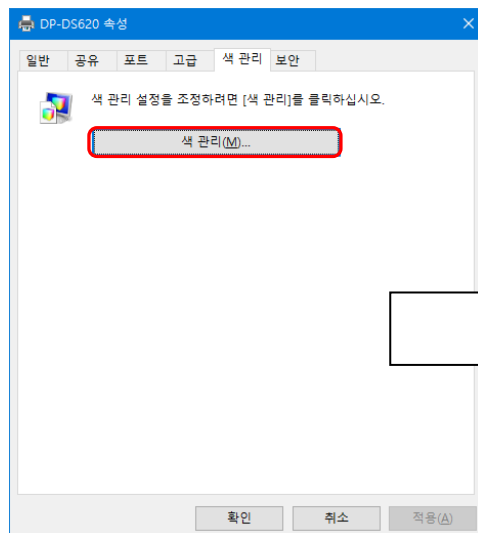 DP-DS620 속성
일반 공유 포트 고급 색 관리 보안
색 관리 설정을 조정하려면 [색 관리]를 클릭하십시오.
색 관리(M)...
확인 취소 적용(A)